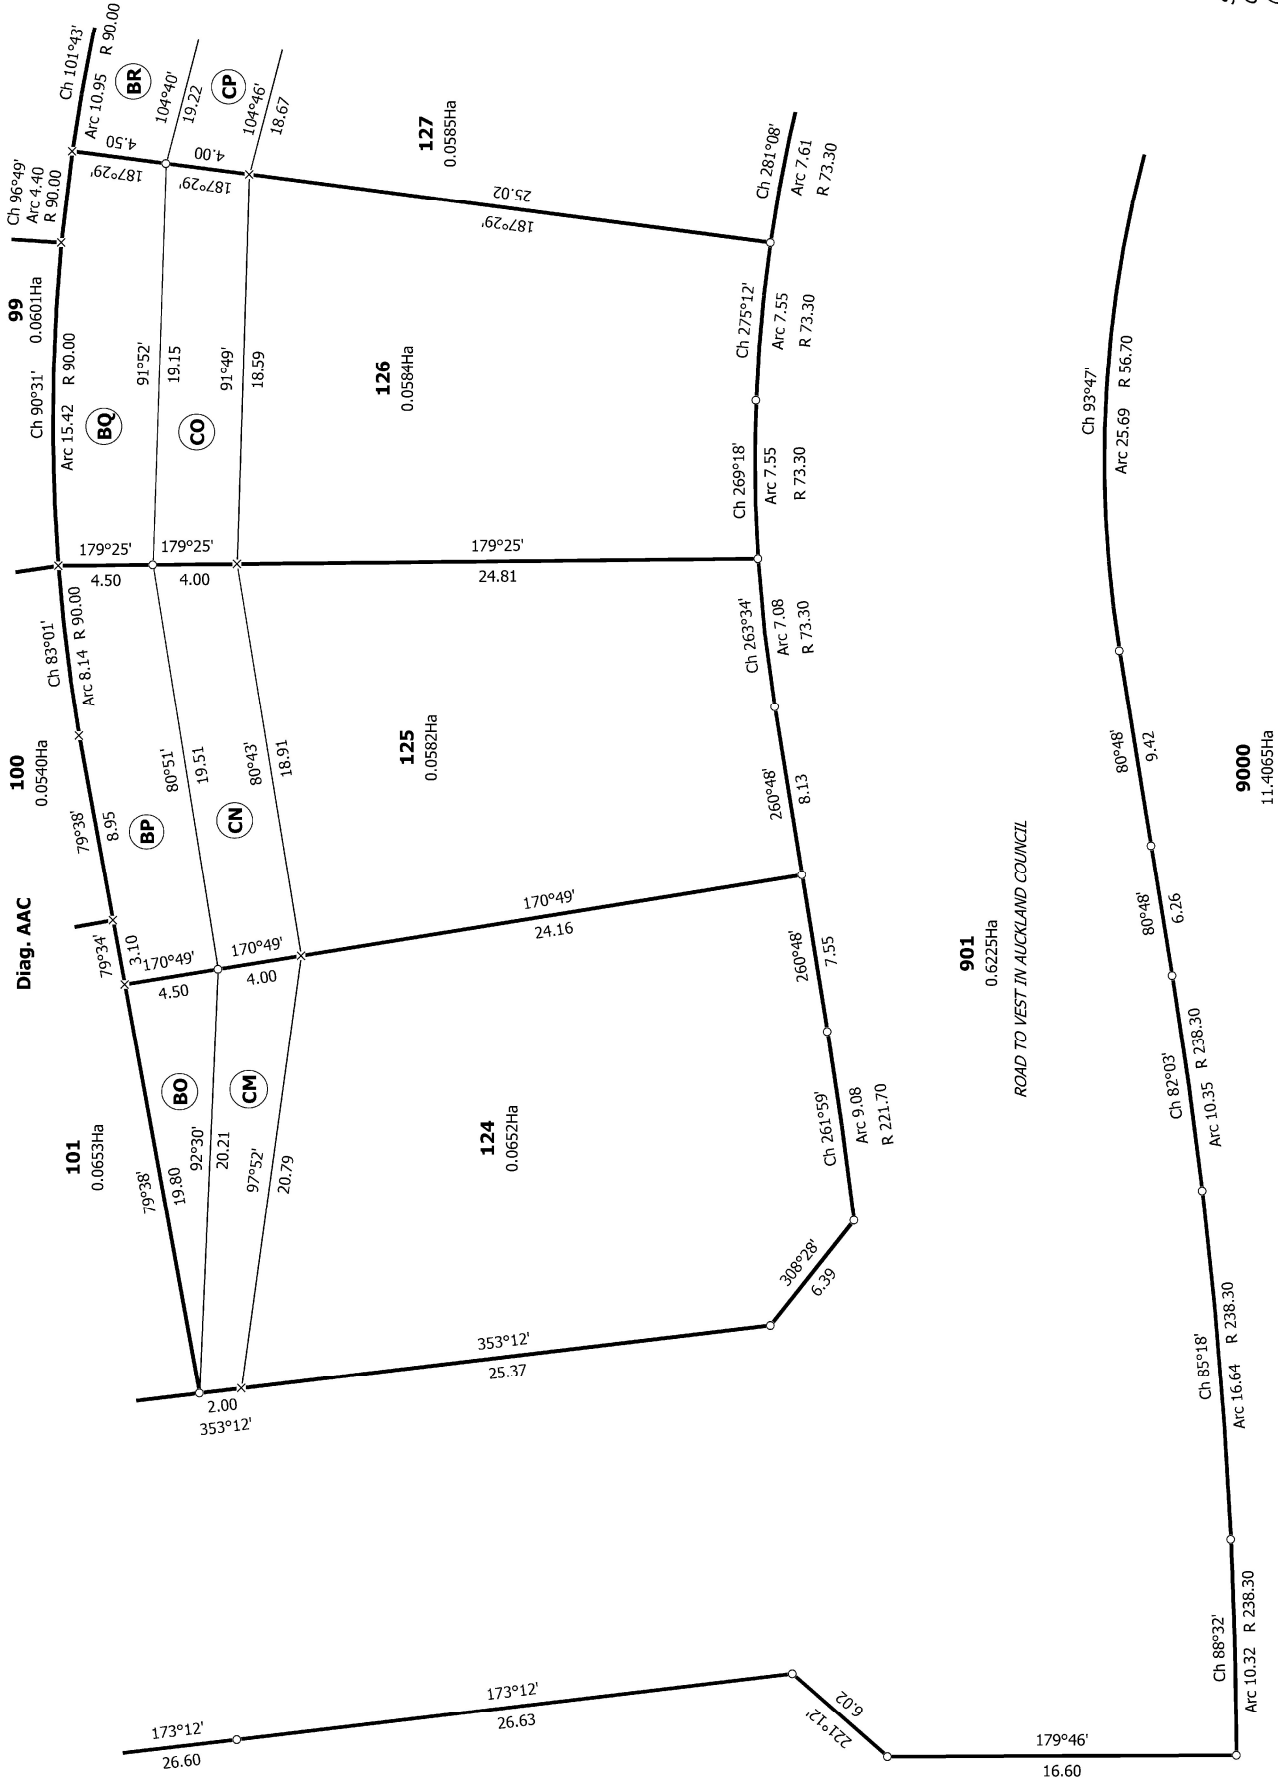 Diag. AAC
101
0.0653Ha
100
0.0540Ha
99
0.0601Ha
Ch 96°49'
Arc 4.40
R 90.00
Ch 101°43'
Arc 10.95 R 90.00
79°38'
19.80
79°34'
3.10
79°38'
8.95
Ch 83°01'
Arc 8.14 R 90.00
Ch 90°31'
Arc 15.42 R 90.00
BO
BP
BQ
BR
92°30'
20.21
80°51'
19.51
91°52'
19.15
104°40'
19.22
CM
CN
CO
CP
97°52'
20.79
80°43'
18.91
91°49'
18.59
104°46'
18.67
2.00
353°12'
170°49'
4.50
170°49'
4.00
179°25'
4.50
179°25'
4.00
187°29'
4.50
187°29'
4.00
124
0.0652Ha
125
0.0582Ha
126
0.0584Ha
127
0.0585Ha
353°12'
25.37
170°49'
24.16
179°25'
24.81
187°29'
25.02
308°28'
6.39
Ch 261°59'
Arc 9.08
R 221.70
260°48'
7.55
260°48'
8.13
Ch 263°34'
Arc 7.08
R 73.30
Ch 269°18'
Arc 7.55
R 73.30
Ch 275°12'
Arc 7.55
R 73.30
Ch 281°08'
Arc 7.61
R 73.30
173°12'
26.60
173°12'
26.63
221°12'
6.02
179°46'
16.60
901
0.6225Ha
ROAD TO VEST IN AUCKLAND COUNCIL
Ch 88°32'
Arc 10.32 R 238.30
Ch 85°18'
Arc 16.64 R 238.30
Ch 82°03'
Arc 10.35 R 238.30
80°48'
6.26
80°48'
9.42
Ch 93°47'
Arc 25.69 R 56.70
9000
11.4065Ha